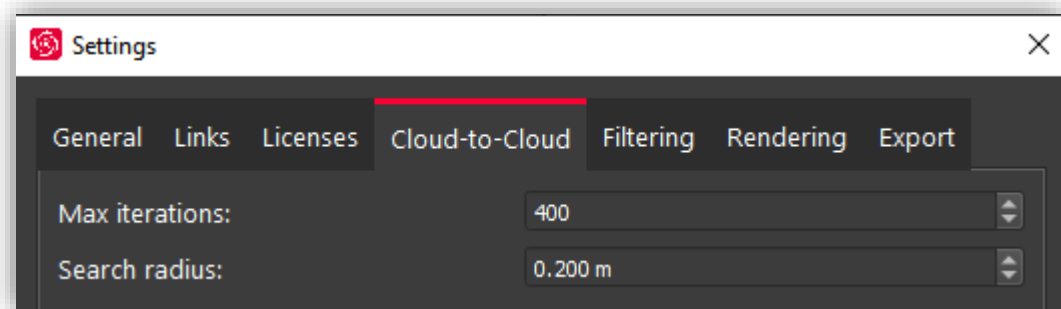 Settings
General Links Licenses Cloud-to-Cloud Filtering Rendering Export
Max iterations: 400
Search radius: 0.200 m